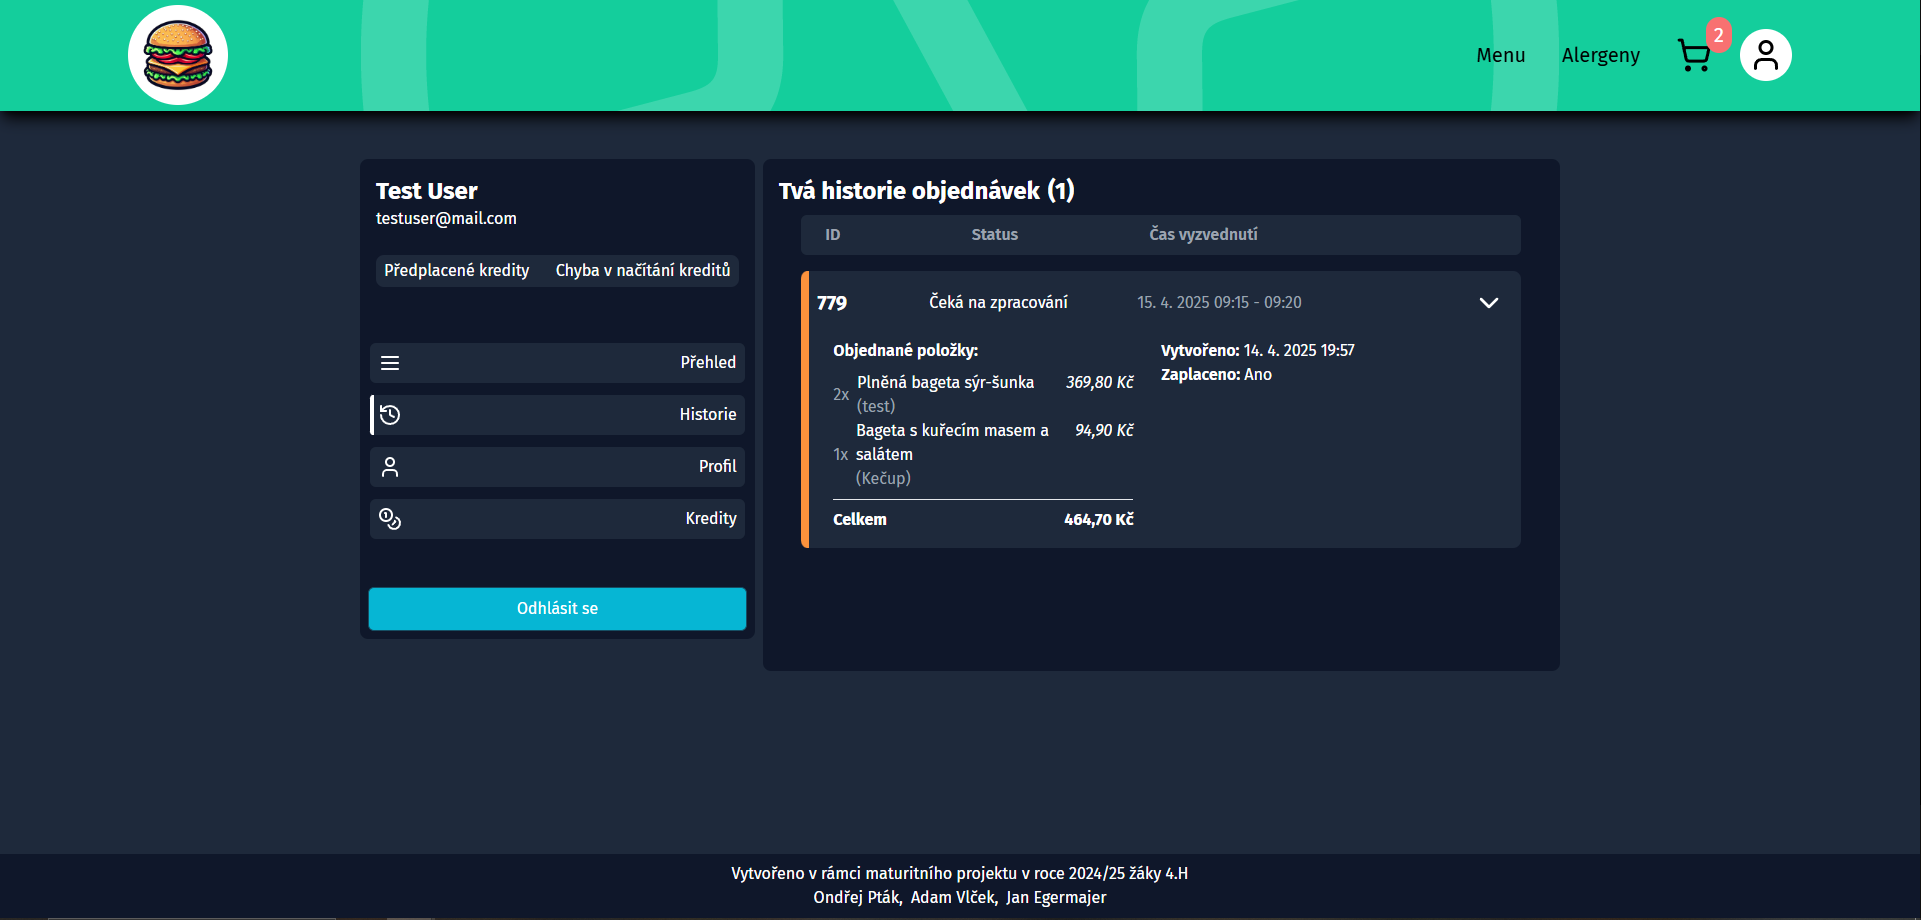 Menu
Alergeny
2
Test User
testuser@mail.com
Předplacené kredity
Chyba v načítání kreditů
Přehled
Historie
Profil
Kredity
Odhlásit se
Tvá historie objednávek (1)
ID
Status
Čas vyzvednutí
779
Čeká na zpracování
15. 4. 2025 09:15 - 09:20
Objednané položky:
2x Plněná bageta sýr-šunka 369,80 Kč
(test)
Bageta s kuřecím masem a 94,90 Kč
1x salátem
(Kečup)
Celkem 464,70 Kč
Vytvořeno: 14. 4. 2025 19:57
Zaplaceno: Ano
Vytvořeno v rámci maturitního projektu v roce 2024/25 žáky 4.H
Ondřej Pták, Adam Vlček, Jan Egermajer